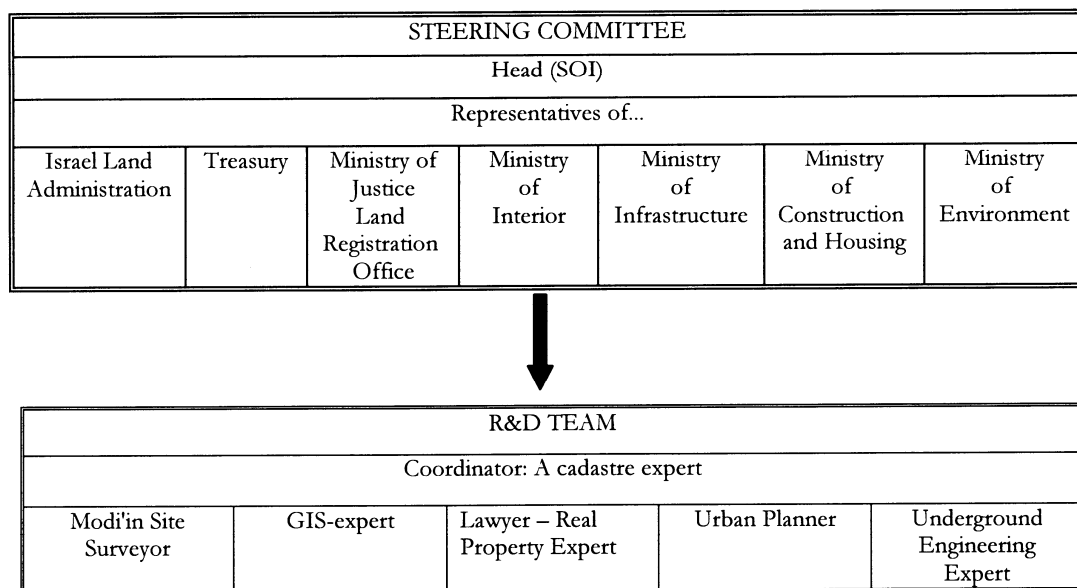 STEERING COMMITTEE
Head (SOI)
Representatives of...
Israel Land
Administration
Treasury
Ministry of
Justice
Land
Registration
Office
Ministry
of
Interior
Ministry
of
Infrastructure
Ministry
of
Construction
and Housing
Ministry
of
Environment
R&D TEAM
Coordinator: A cadastre expert
Modi'in Site
Surveyor
GIS-expert
Lawyer – Real
Property Expert
Urban Planner
Underground
Engineering
Expert